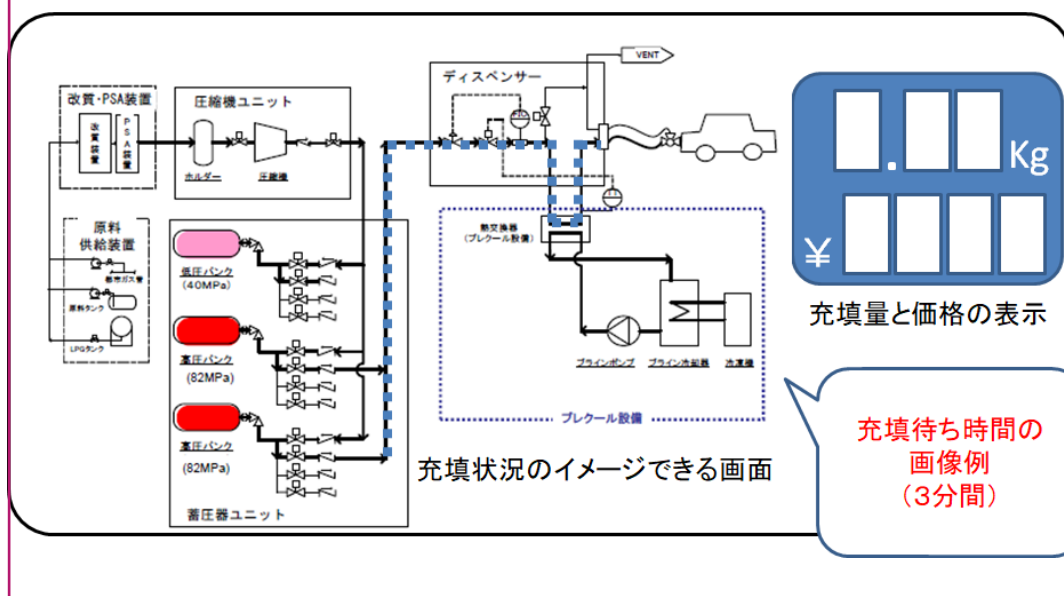 VENT
ディスペンサー
改質・PSA装置
圧縮機ユニット
改質装置
PSA装置
ホルダー
圧縮機
.
Kg
¥
充填量と価格の表示
原料
供給装置
都市ガス管
原料タンク
LPGタンク
低圧バンク
(40MPa)
高圧バンク
(82MPa)
高圧バンク
(82MPa)
蓄圧器ユニット
熱交換器
(プレクール設備)
ブラインポンプ
ブライン冷却器
冷凍機
プレクール設備
充填状況のイメージできる画面
充填待ち時間の
画像例
(3分間)